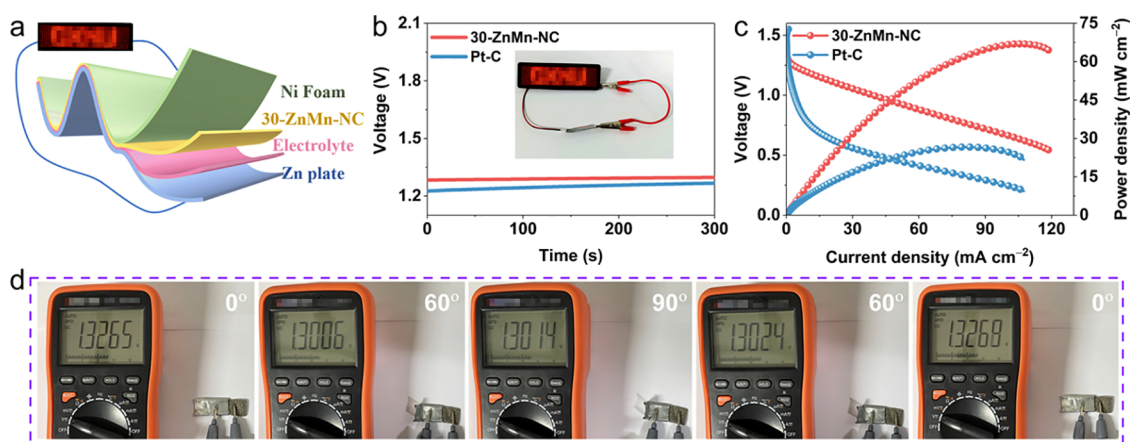 a
Ni Foam
30-ZnMn-NC
Electrolyte
Zn plate
b
Voltage (V)
2.1
1.8
1.5
1.2
30-ZnMn-NC
Pt-C
0 100 200 300
Time (s)
c
Voltage (V)
1.5
1.0
0.5
0.0
30-ZnMn-NC
Pt-C
75
60
45
30
15
0
Power density (mW cm⁻²)
0 30 60 90 120
Current density (mA cm⁻²)
d
0° 60° 90° 60° 0°
1.3265 1.3006 1.3014 1.3024 1.3268